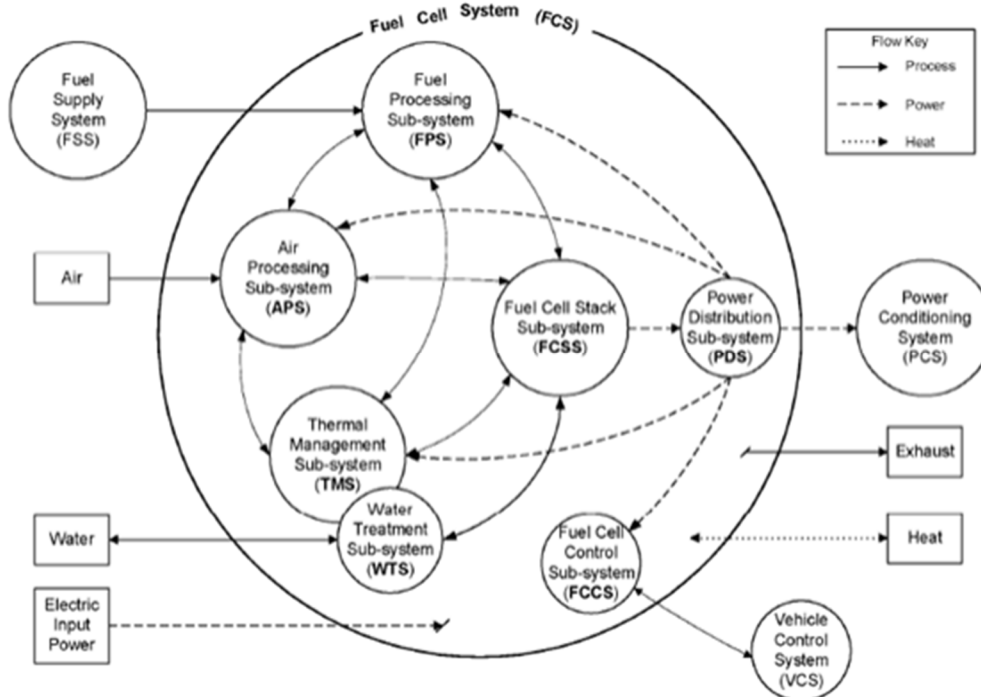 Fuel Cell System (FCS)
Fuel
Supply
System
(FSS)
Fuel
Processing
Sub-system
(FPS)
Flow Key
Process
Power
Heat
Air
Air
Processing
Sub-system
(APS)
Fuel Cell Stack
Sub-system
(FCSS)
Power
Distribution
Sub-system
(PDS)
Power
Conditioning
System
(PCS)
Thermal
Management
Sub-system
(TMS)
Exhaust
Water
Water
Treatment
Sub-system
(WTS)
Fuel Cell
Control
Sub-system
(FCCS)
Heat
Electric
Input
Power
Vehicle
Control
System
(VCS)